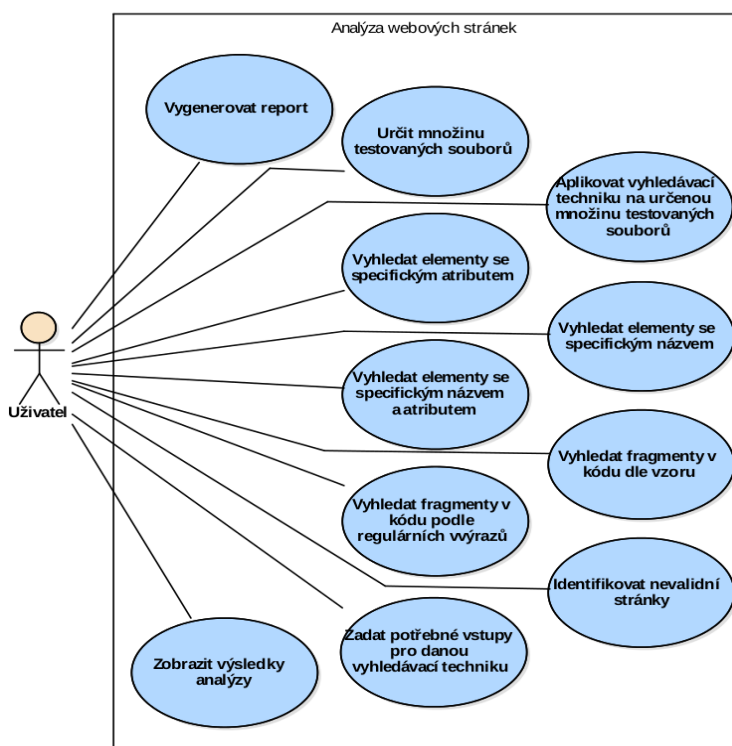 Analýza webových stránek
Vygenerovat report
Určit množinu
testovaných souborů
Aplikovat vyhledávací
techniku na určenou
množinu testovaných
souborů
Vyhledat elementy se
specifickým atributem
Vyhledat elementy se
specifickým názvem
Vyhledat elementy se
specifickým názvem
a atributem
Uživatel
Vyhledat fragmenty v
kódu dle vzoru
Vyhledat fragmenty v
kódu podle
regulárních výrazů
Identifikovat nevalidní
stránky
Zadat potřebné vstupy
pro danou
vyhledávací techniku
Zobrazit výsledky
analýzy